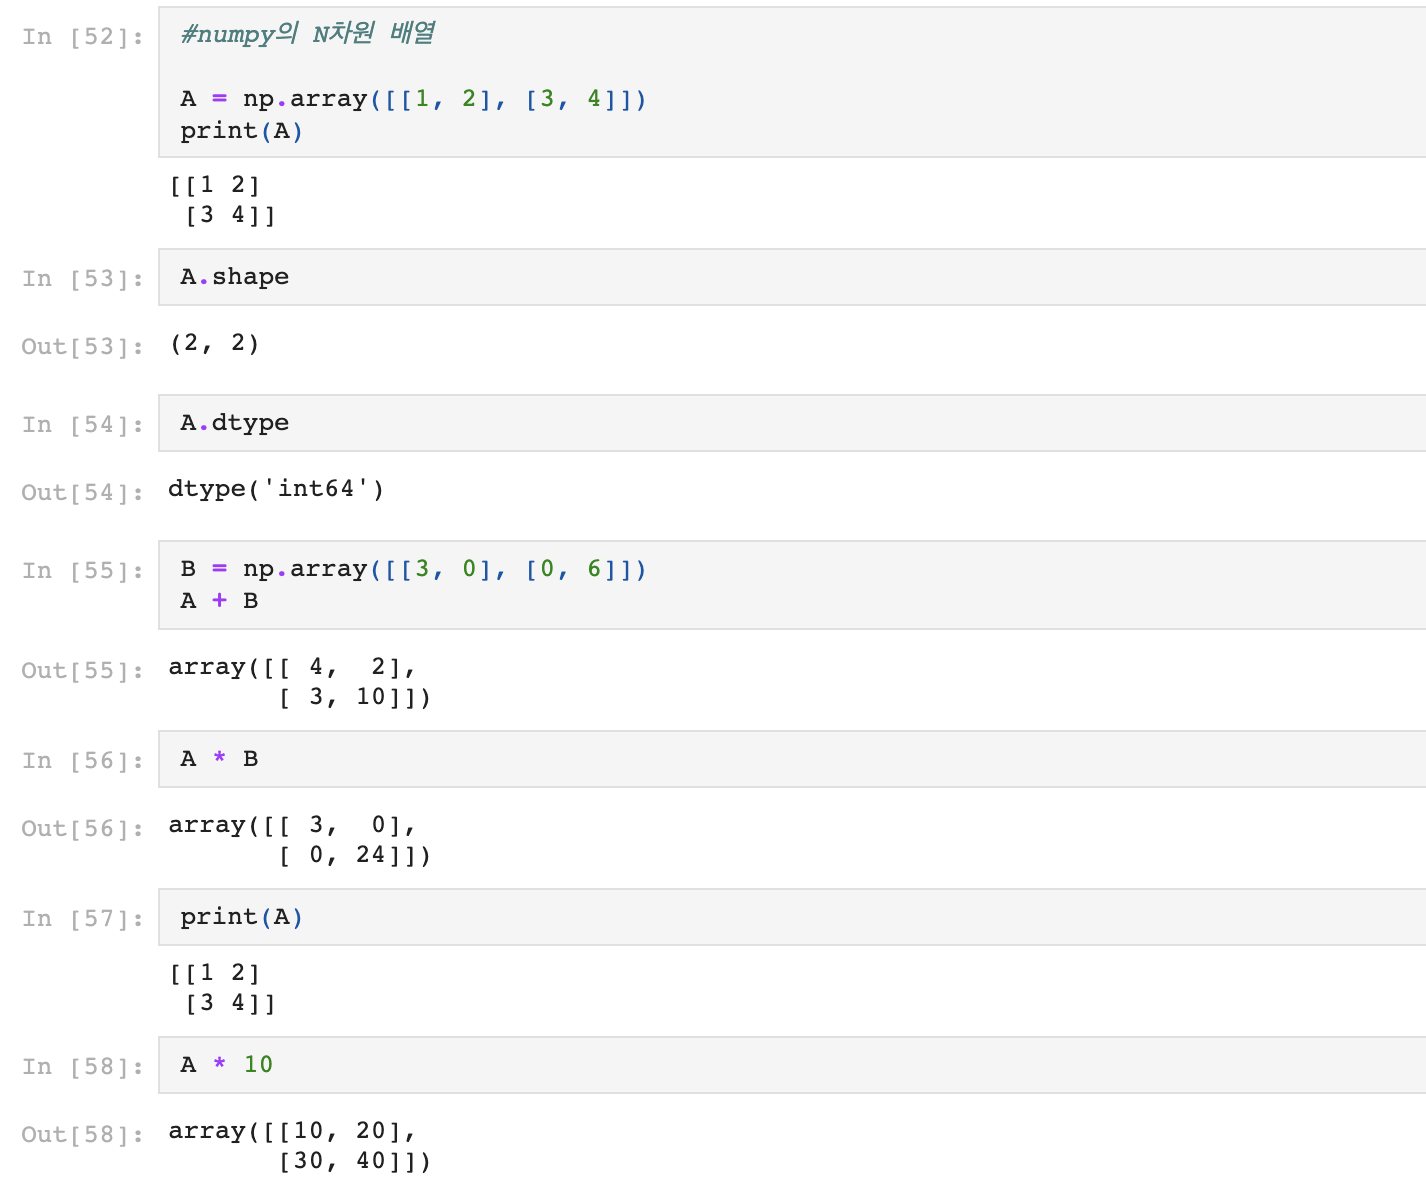 In [52]: #numpy의 N차원 배열
A = np.array([[1, 2], [3, 4]])
print(A)
[[1 2]
 [3 4]]
In [53]: A.shape
Out[53]: (2, 2)
In [54]: A.dtype
Out[54]: dtype('int64')
In [55]: B = np.array([[3, 0], [0, 6]])
A + B
Out[55]: array([[ 4,  2],
       [ 3, 10]])
In [56]: A * B
Out[56]: array([[ 3,  0],
       [ 0, 24]])
In [57]: print(A)
[[1 2]
 [3 4]]
In [58]: A * 10
Out[58]: array([[10, 20],
       [30, 40]])